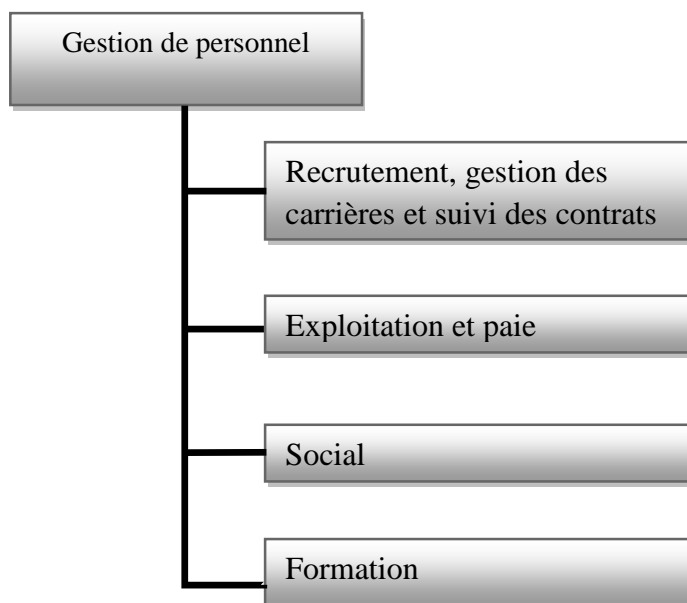 Gestion de personnel
Recrutement, gestion des
carrières et suivi des contrats
Exploitation et paie
Social
Formation